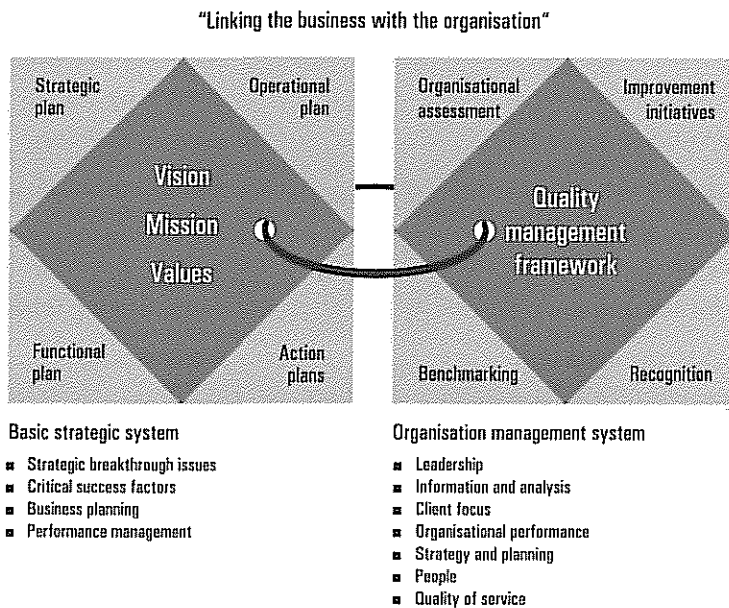 “Linking the business with the organisation”
Strategic
plan
Operational
plan
Vision
Mission
Values
Functional
plan
Action
plans
Organisational
assessment
Improvement
initiatives
Quality
management
framework
Benchmarking
Recognition
Basic strategic system
Strategic breakthrough issues
Critical success factors
Business planning
Performance management
Organisation management system
Leadership
Information and analysis
Client focus
Organisational performance
Strategy and planning
People
Quality of service